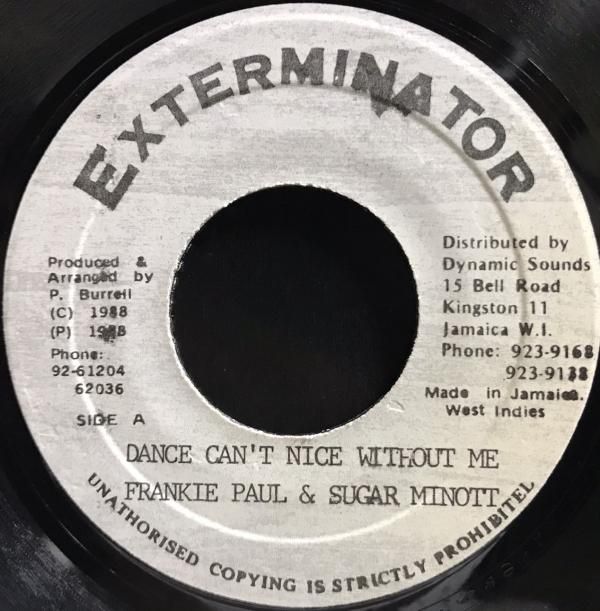 EXTERMINATOR
Produced &
Arranged by
P. Burrell
(C) 1988
(P) 1988
Phone:
92-61204
62036
SIDE A
Distributed by
Dynamic Sounds
15 Bell Road
Kingston 11
Jamaica W.I.
Phone: 923-9168
923-9138
Made in Jamaica.
West Indies
DANCE CAN'T NICE WITHOUT ME
FRANKIE PAUL & SUGAR MINOTT
UNATHORISED COPYING IS STRICTLY PROHIBITED